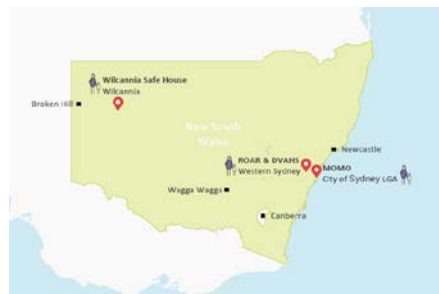 Wilcannia Safe House
Wilcannia
Broken Hill
New South
Wales
Newcastle
ROAR & DVAHS
Western Sydney
MOMO
City of Sydney LGA
Wagga Wagga
Canberra